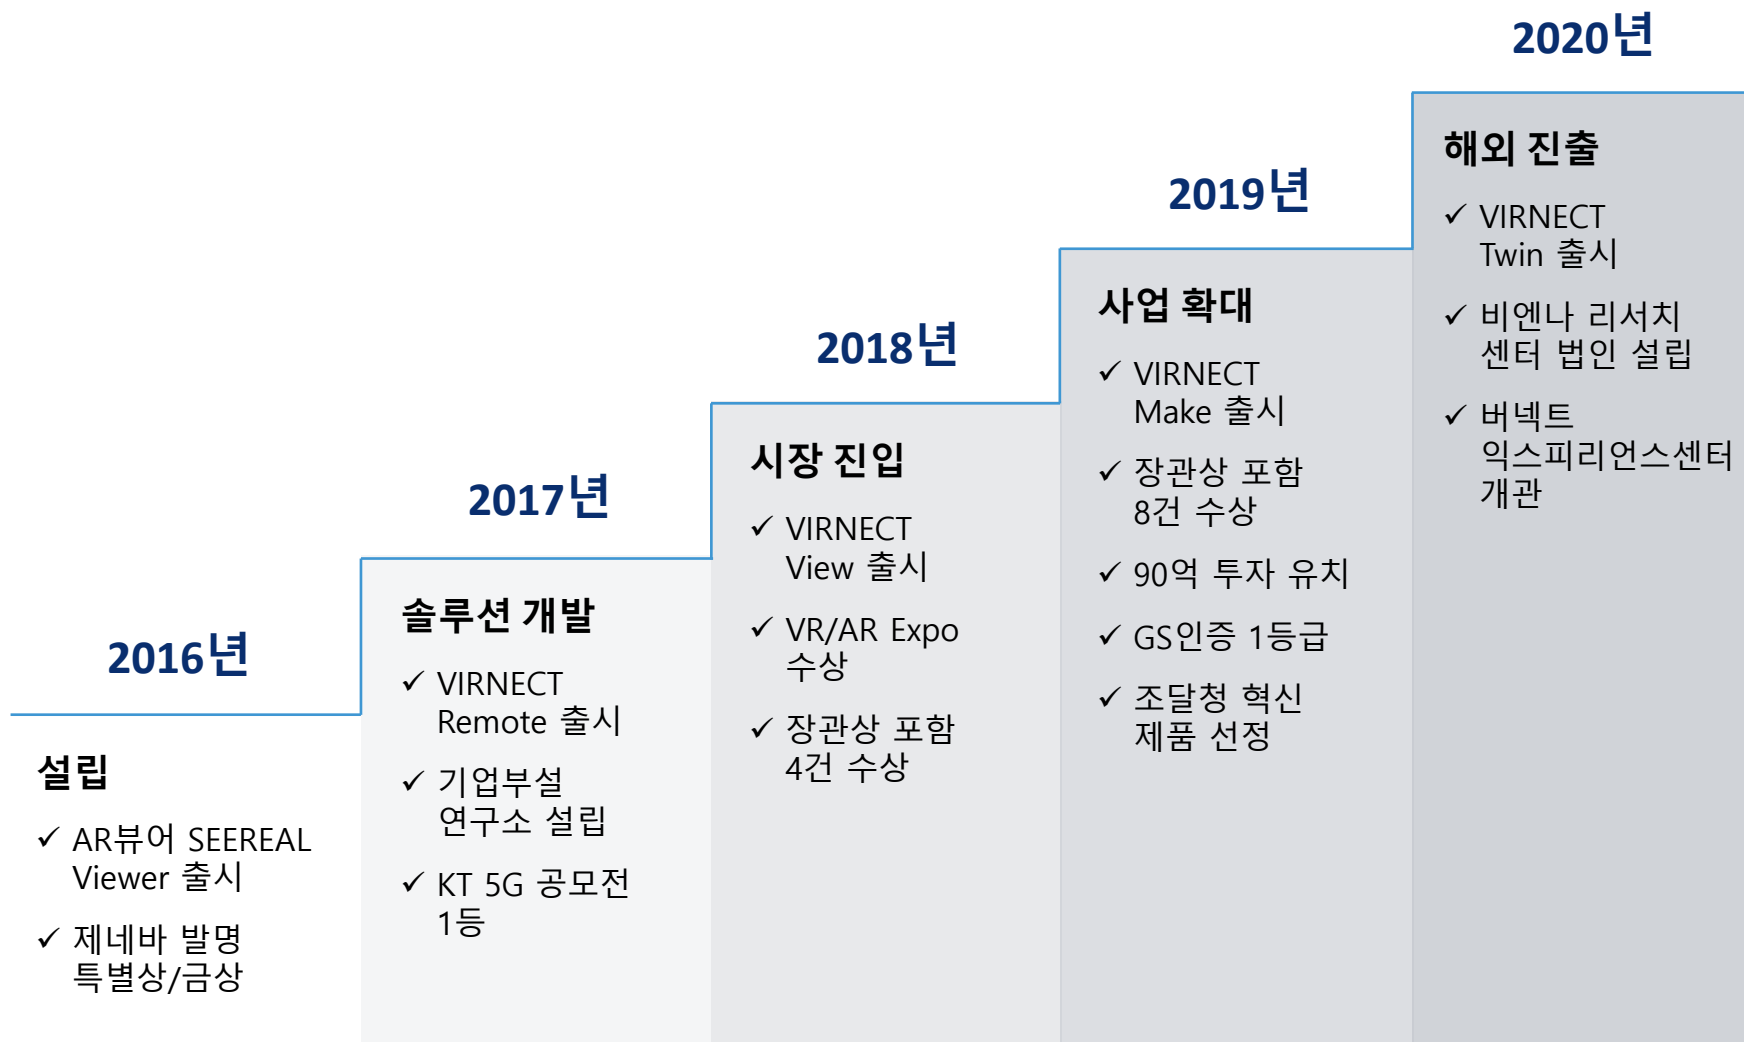 2016년
설립
✓ AR뷰어 SEEREAL
Viewer 출시
✓ 제네바 발명
특별상/금상
2017년
솔루션 개발
✓ VIRNECT
Remote 출시
✓ 기업부설
연구소 설립
✓ KT 5G 공모전
1등
2018년
시장 진입
✓ VIRNECT
View 출시
✓ VR/AR Expo
수상
✓ 장관상 포함
4건 수상
2019년
사업 확대
✓ VIRNECT
Make 출시
✓ 장관상 포함
8건 수상
✓ 90억 투자 유치
✓ GS인증 1등급
✓ 조달청 혁신
제품 선정
2020년
해외 진출
✓ VIRNECT
Twin 출시
✓ 비엔나 리서치
센터 법인 설립
✓ 버넥트
익스피리언스센터
개관